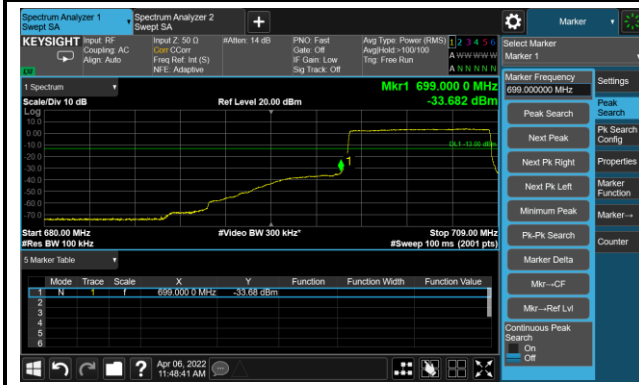 Spectrum Analyzer 1
Swept SA
Spectrum Analyzer 2
Swept SA
+
Marker
KEYSIGHT
Input: RF
Coupling: AC
Align: Auto
Input Z: 50 Ω
Corr CCorr
Freq Ref: Int (S)
NFE: Adaptive
#Atten: 14 dB
PNO: Fast
Gate: Off
IF Gain: Low
Sig Track: Off
Avg Type: Power (RMS)
Avg|Hold:>100/100
Trig: Free Run
1 2 3 4 5 6
A W W W W W
A N N N N N
LU
Select Marker
Marker 1
1 Spectrum
Mkr1 699.000 0 MHz
Scale/Div 10 dB
Ref Level 20.00 dBm
-33.682 dBm
Log
10.0
0.00
-10.0
-20.0
-30.0
-40.0
-50.0
-60.0
-70.0
DL1 -13.00 dBm
1
Start 680.00 MHz
#Video BW 300 kHz*
Stop 709.00 MHz
#Res BW 100 kHz
#Sweep 100 ms (2001 pts)
5 Marker Table
Mode Trace Scale X Y Function Function Width Function Value
1 N 1 f 699.000 0 MHz -33.68 dBm
2
3
4
5
6
Marker Frequency
699.000000 MHz
Peak Search
Next Peak
Next Pk Right
Next Pk Left
Minimum Peak
Pk-Pk Search
Marker Delta
Mkr→CF
Mkr→Ref Lvl
Continuous Peak
Search
On
Off
Settings
Peak
Search
Pk Search
Config
Properties
Marker
Function
Marker→
Counter
?
Apr 06, 2022
11:48:41 AM